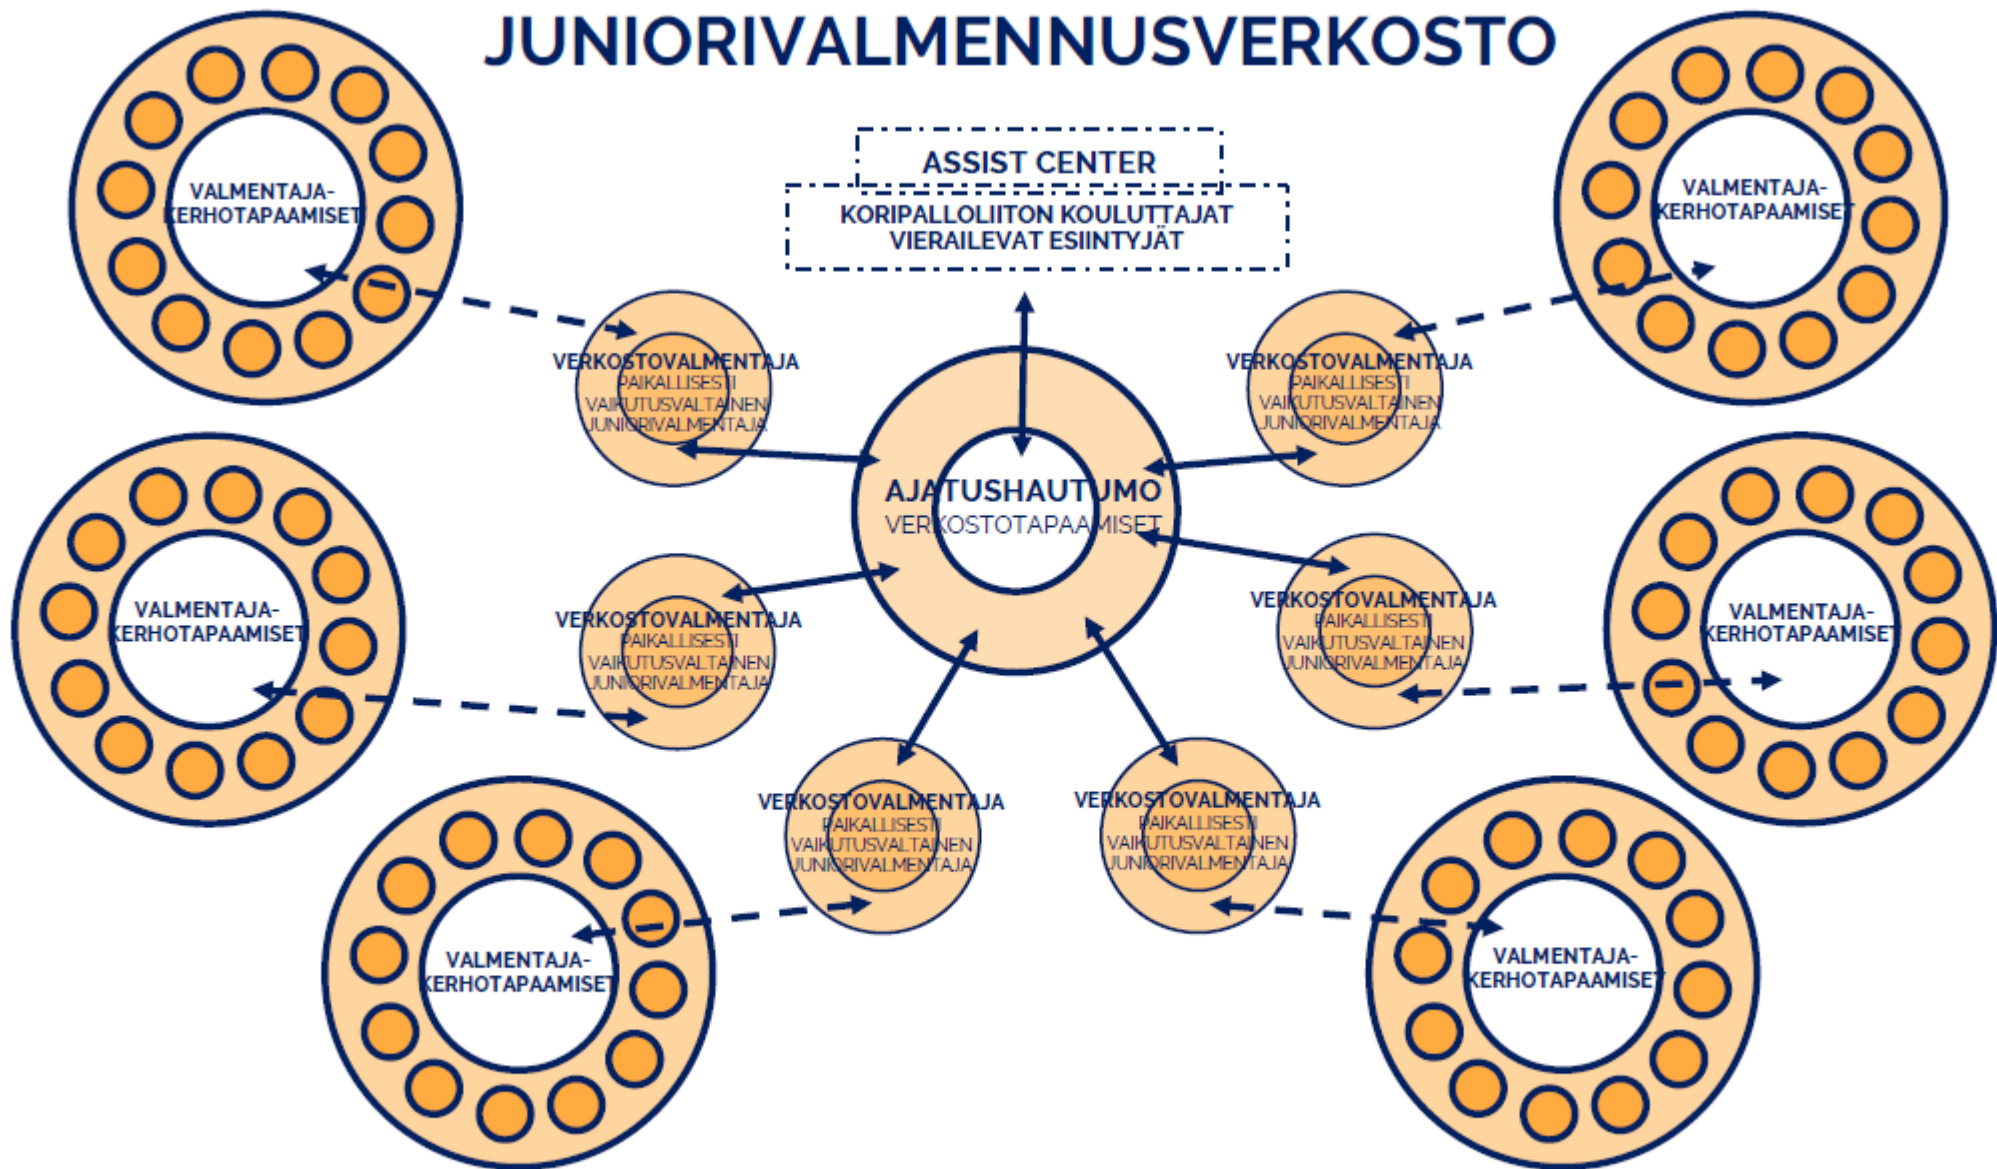 JUNIORIVALMENNUSVERKOSTO
ASSIST CENTER
KORIPALLOLIITON KOULUTTAJAT
VIERAILEVAT ESIINTYJÄT
VALMENTAJA-
KERHOTAPAAMISET
VALMENTAJA-
KERHOTAPAAMISET
VERKOSTOVALMENTAJA
PAIKALLISESTI
VAIKUTUSVALTAINEN
JUNIORIVALMENTAJA
VERKOSTOVALMENTAJA
PAIKALLISESTI
VAIKUTUSVALTAINEN
JUNIORIVALMENTAJA
AJATUSHAUTUMO
VERKOSTOTAPAAMISET
VALMENTAJA-
KERHOTAPAAMISET
VERKOSTOVALMENTAJA
PAIKALLISESTI
VAIKUTUSVALTAINEN
JUNIORIVALMENTAJA
VERKOSTOVALMENTAJA
PAIKALLISESTI
VAIKUTUSVALTAINEN
JUNIORIVALMENTAJA
VALMENTAJA-
KERHOTAPAAMISET
VERKOSTOVALMENTAJA
PAIKALLISESTI
VAIKUTUSVALTAINEN
JUNIORIVALMENTAJA
VERKOSTOVALMENTAJA
PAIKALLISESTI
VAIKUTUSVALTAINEN
JUNIORIVALMENTAJA
VALMENTAJA-
KERHOTAPAAMISET
VALMENTAJA-
KERHOTAPAAMISET